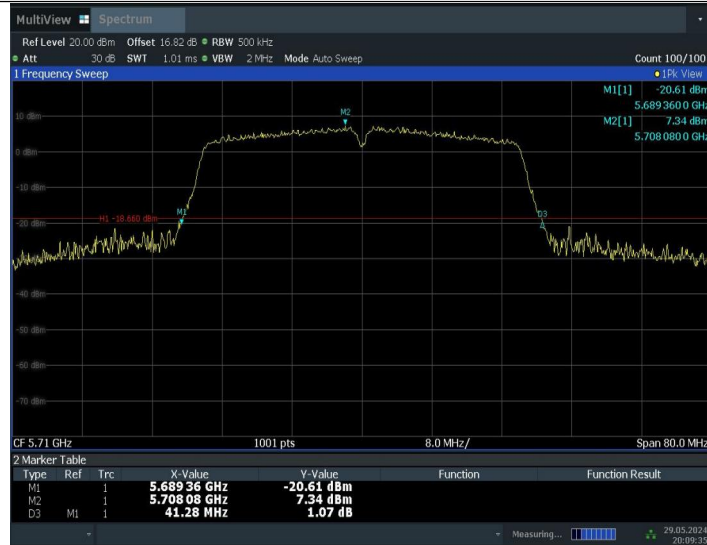 MultiView Spectrum
Ref Level 20.00 dBm Offset 16.82 dB RBW 500 kHz
Att 30 dB SWT 1.01 ms VBW 2 MHz Mode Auto Sweep Count 100/100
1 Frequency Sweep 1Pk View
M1[1] -20.61 dBm
5.6893600 GHz
M2[1] 7.34 dBm
5.7080800 GHz
M2
10 dBm
0 dBm
-10 dBm
H1 -18.660 dBm
M1
D3
-20 dBm
-30 dBm
-40 dBm
-50 dBm
-60 dBm
-70 dBm
CF 5.71 GHz 1001 pts 8.0 MHz/ Span 80.0 MHz
2 Marker Table
Type Ref Trc X-Value Y-Value Function Function Result
M1 1 5.689 36 GHz -20.61 dBm
M2 1 5.708 08 GHz 7.34 dBm
D3 M1 1 41.28 MHz 1.07 dB
Measuring... 29.05.2024
20:09:35